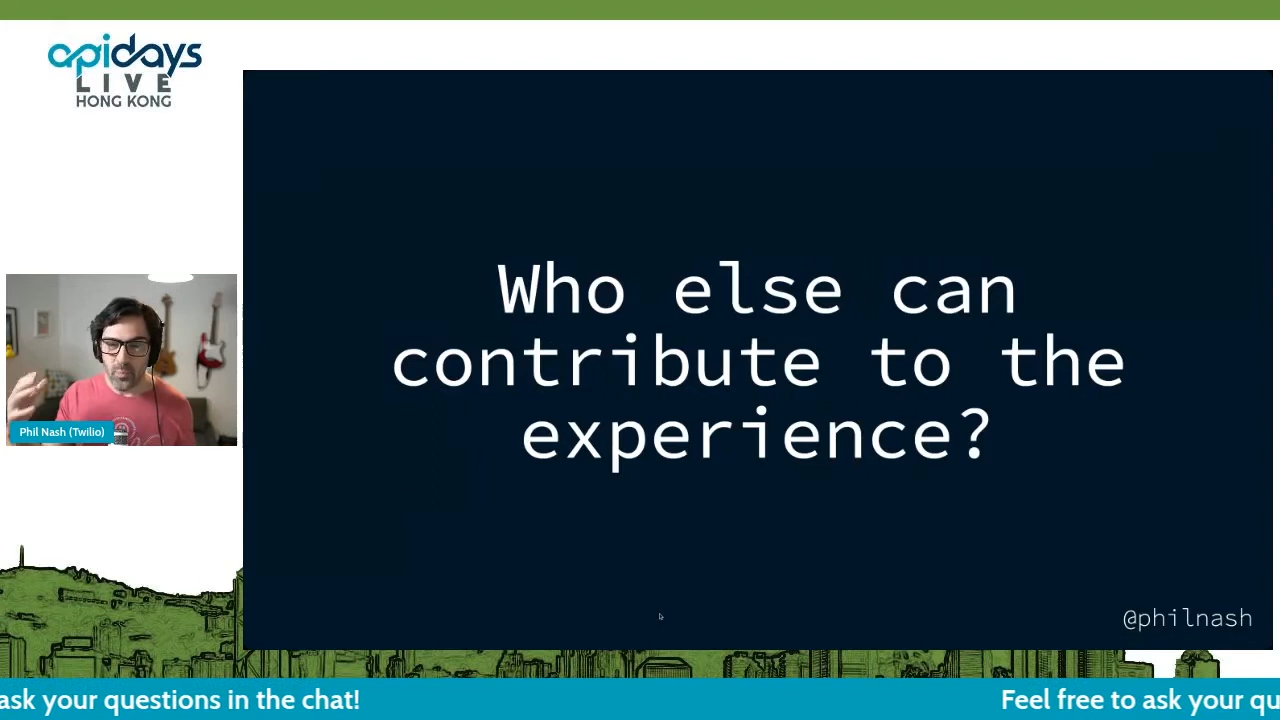 apidays
LIVE
HONG KONG
Who else can
contribute to the
experience?
Phil Nash (Twilio)
@philnash
ask your questions in the chat!
Feel free to ask your qu